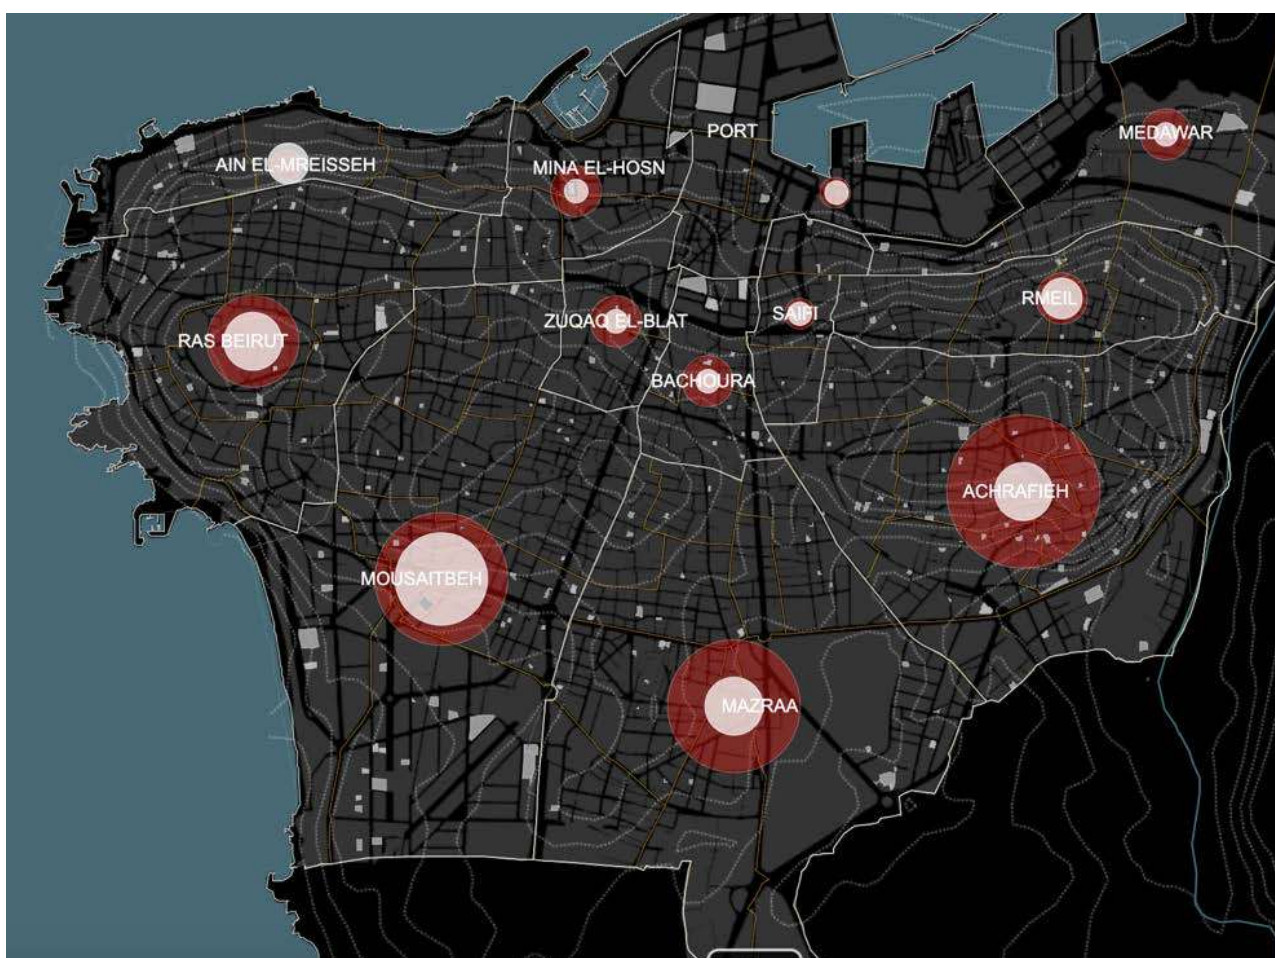 PORT
MEDAWAR
AIN EL-MREISSEH
MINA EL-HOSN
RMEIL
SAIFI
ZUQAQ EL-BLAT
RAS BEIRUT
BACHOURA
ACHRAFIEH
MOUSAITBEH
MAZRAA